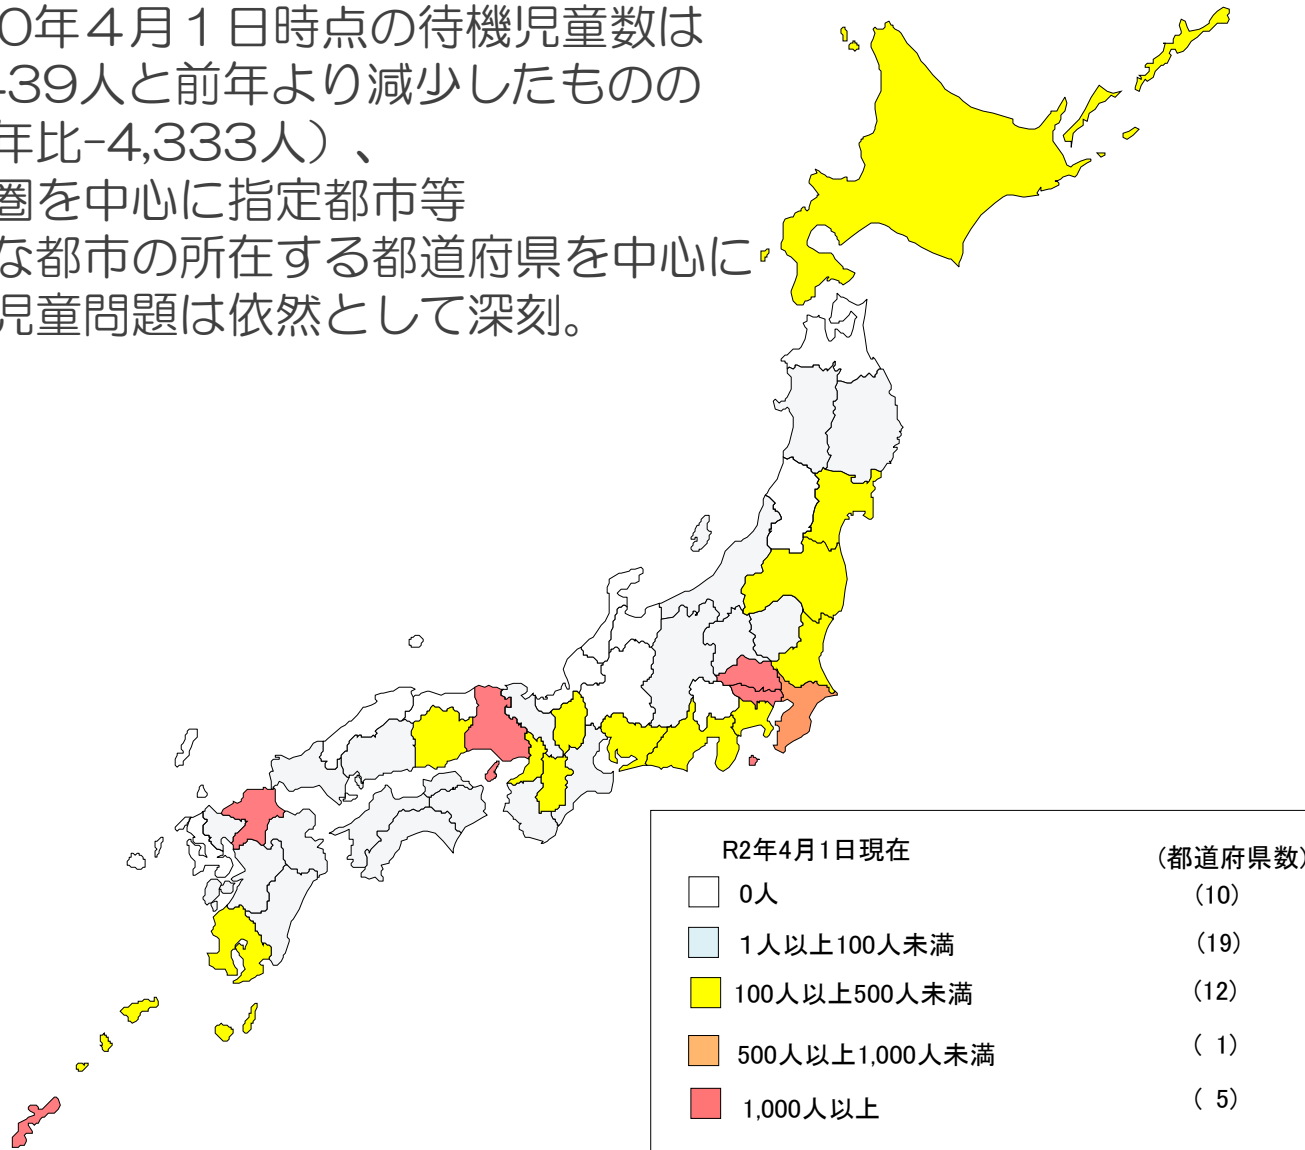 0年４月１日時点の待機児童数は
439人と前年より減少したものの
年比-4,333人）、
圏を中心に指定都市等
な都市の所在する都道府県を中心に
児童問題は依然として深刻。
R2年4月1日現在 (都道府県数)
0人 (10)
1人以上100人未満 (19)
100人以上500人未満 (12)
500人以上1,000人未満 ( 1)
1,000人以上 ( 5)